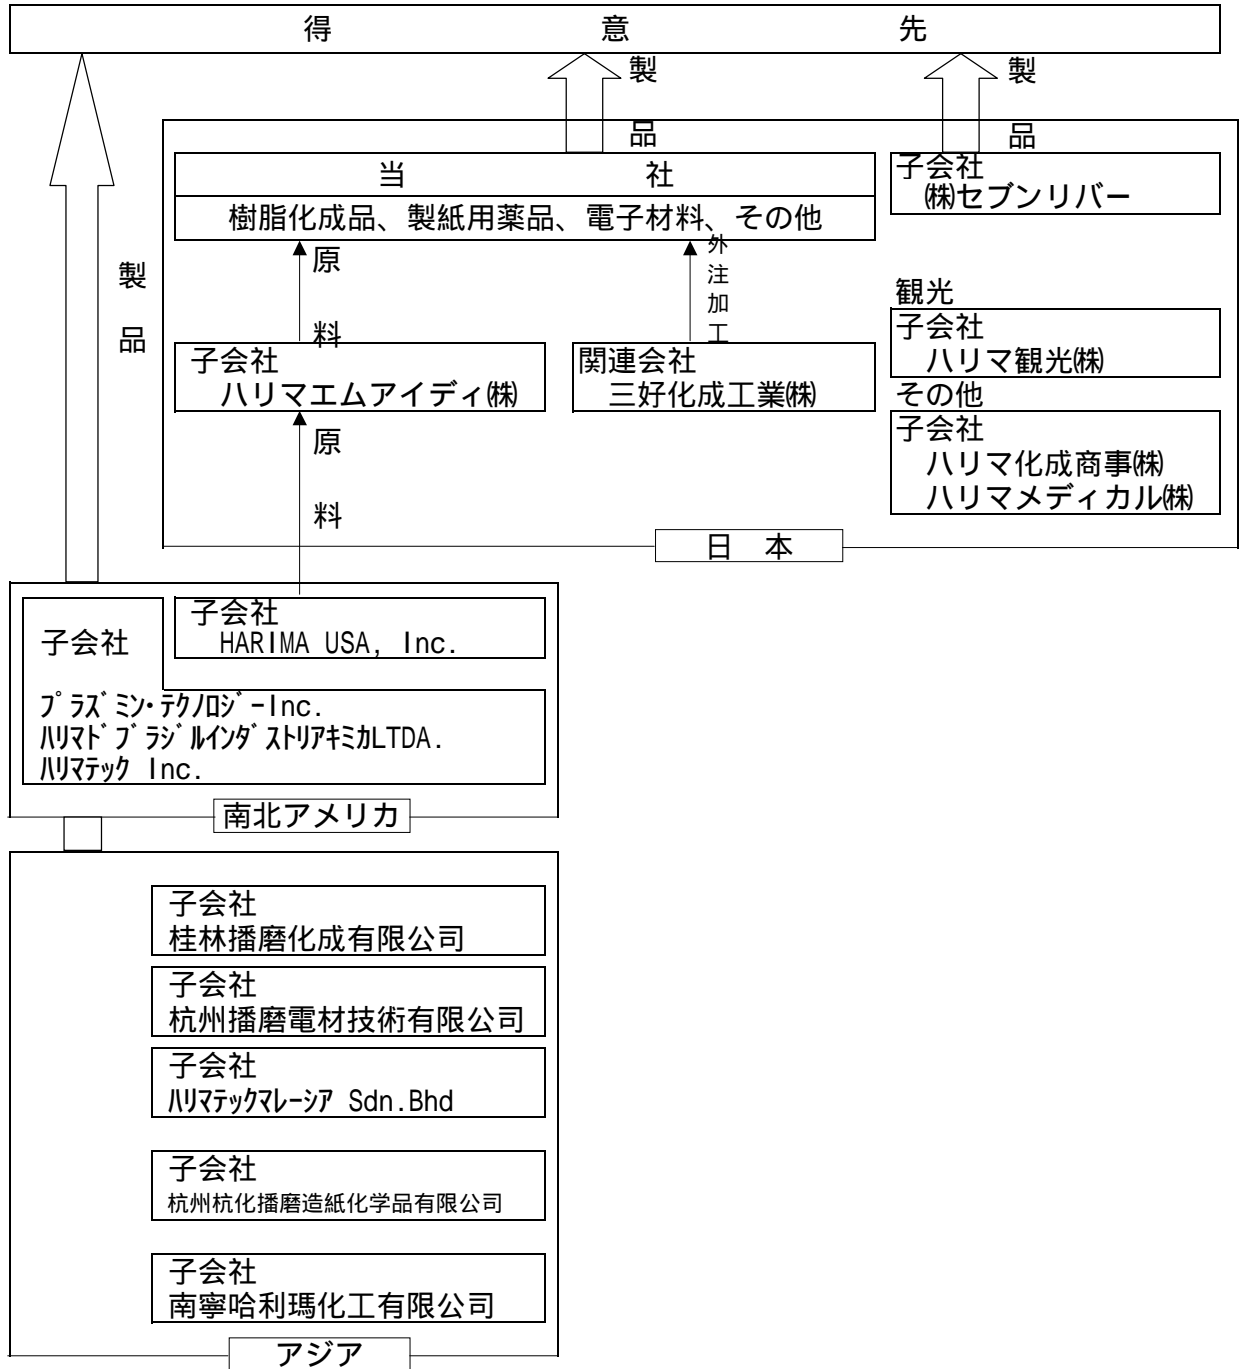 得意先
製品
製品
製品
当社
樹脂化成品、製紙用薬品、電子材料、その他
子会社
㈱セブンリバー
原料
外注加工
子会社
ハリマエムアイディ㈱
関連会社
三好化成工業㈱
観光
子会社
ハリマ観光㈱
その他
子会社
ハリマ化成商事㈱
ハリマメディカル㈱
原料
日本
子会社
HARIMA USA, Inc.
子会社
ﾌﾟﾗｽﾞﾐﾝ・ﾃｸﾉﾛｼﾞｰInc.
ﾊﾘﾏﾄﾞﾌﾞﾗｼﾞﾙｲﾝﾀﾞｽﾄﾘｱｷﾐｶLTDA.
ﾊﾘﾏﾃｯｸ Inc.
南北アメリカ
子会社
桂林播磨化成有限公司
子会社
杭州播磨電材技術有限公司
子会社
ﾊﾘﾏﾃｯｸﾏﾚｰｼｱ Sdn.Bhd
子会社
杭州杭化播磨造紙化学品有限公司
子会社
南寧哈利瑪化工有限公司
アジア